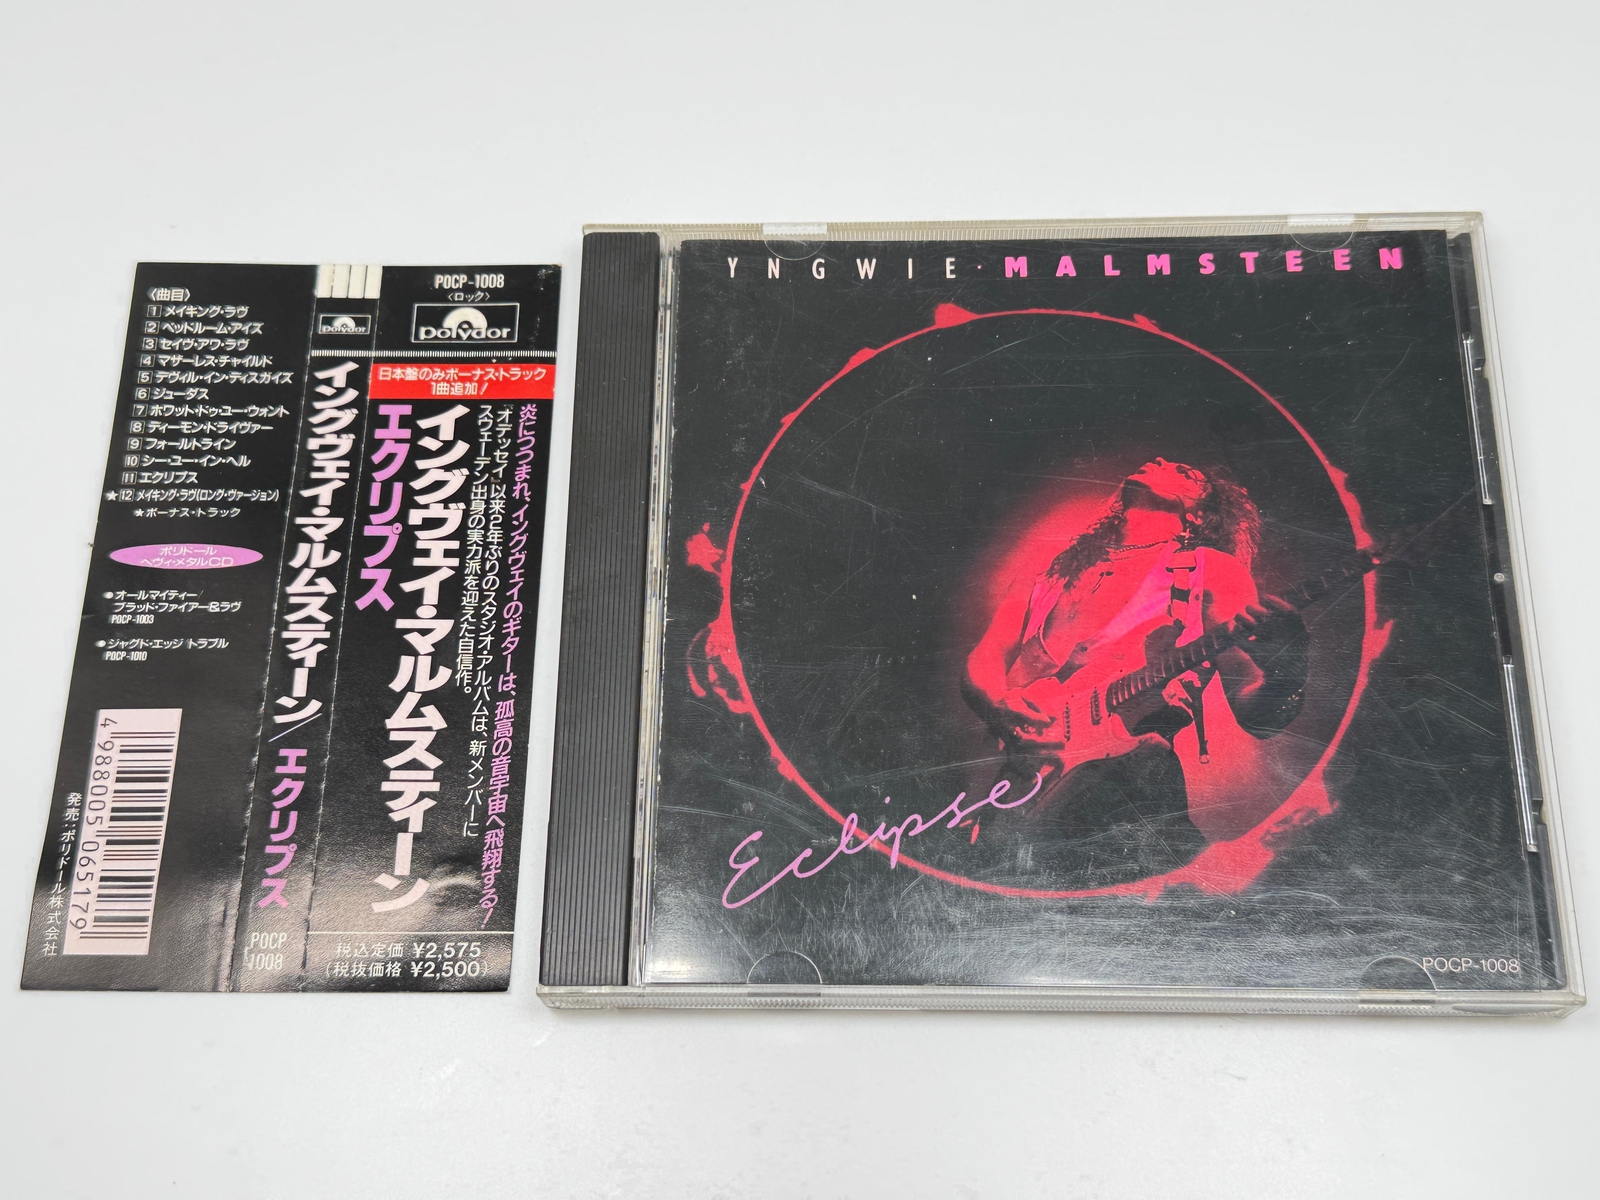 〈曲目〉
1 メイキング・ラヴ
2 ベッドルーム・アイズ
3 セイヴ・アワ・ラヴ
4 マザーレス・チャイルド
5 デヴィル・イン・ディスガイズ
6 ジューダス
7 ホワット・ドゥ・ユー・ウォント
8 ディーモン・ドライヴァー
9 フォールトライン
10 シー・ユー・イン・ヘル
11 エクリプス
★12 メイキング・ラヴ(ロング・ヴァージョン)
★ボーナス・トラック
ポリドール
ヘヴィ・メタルCD
●オールマイティー/
ブラッド・ファイアー&ラヴ
POCP-1003
●ジャグド・エッジ/トラブル
POCP-1010
4 988005 065179
発売:ポリドール株式会社
polydor
イングヴェイ・マルムスティーン/エクリプス
POCP
1008
POCP-1008
〈ロック〉
polydor
日本盤のみボーナス・トラック
1曲追加!
炎につつまれ、イングヴェイのギターは、孤高の音宇宙へ飛翔する!
『オデッセイ』以来2年ぶりのスタジオ・アルバムは、新メンバーに
スウェーデン出身の実力派を迎えた自信作。
イングヴェイ・マルムスティーン
エクリプス
税込定価 ¥2,575
(税抜価格 ¥2,500)
YNGWIE・MALMSTEEN
Eclipse
POCP-1008